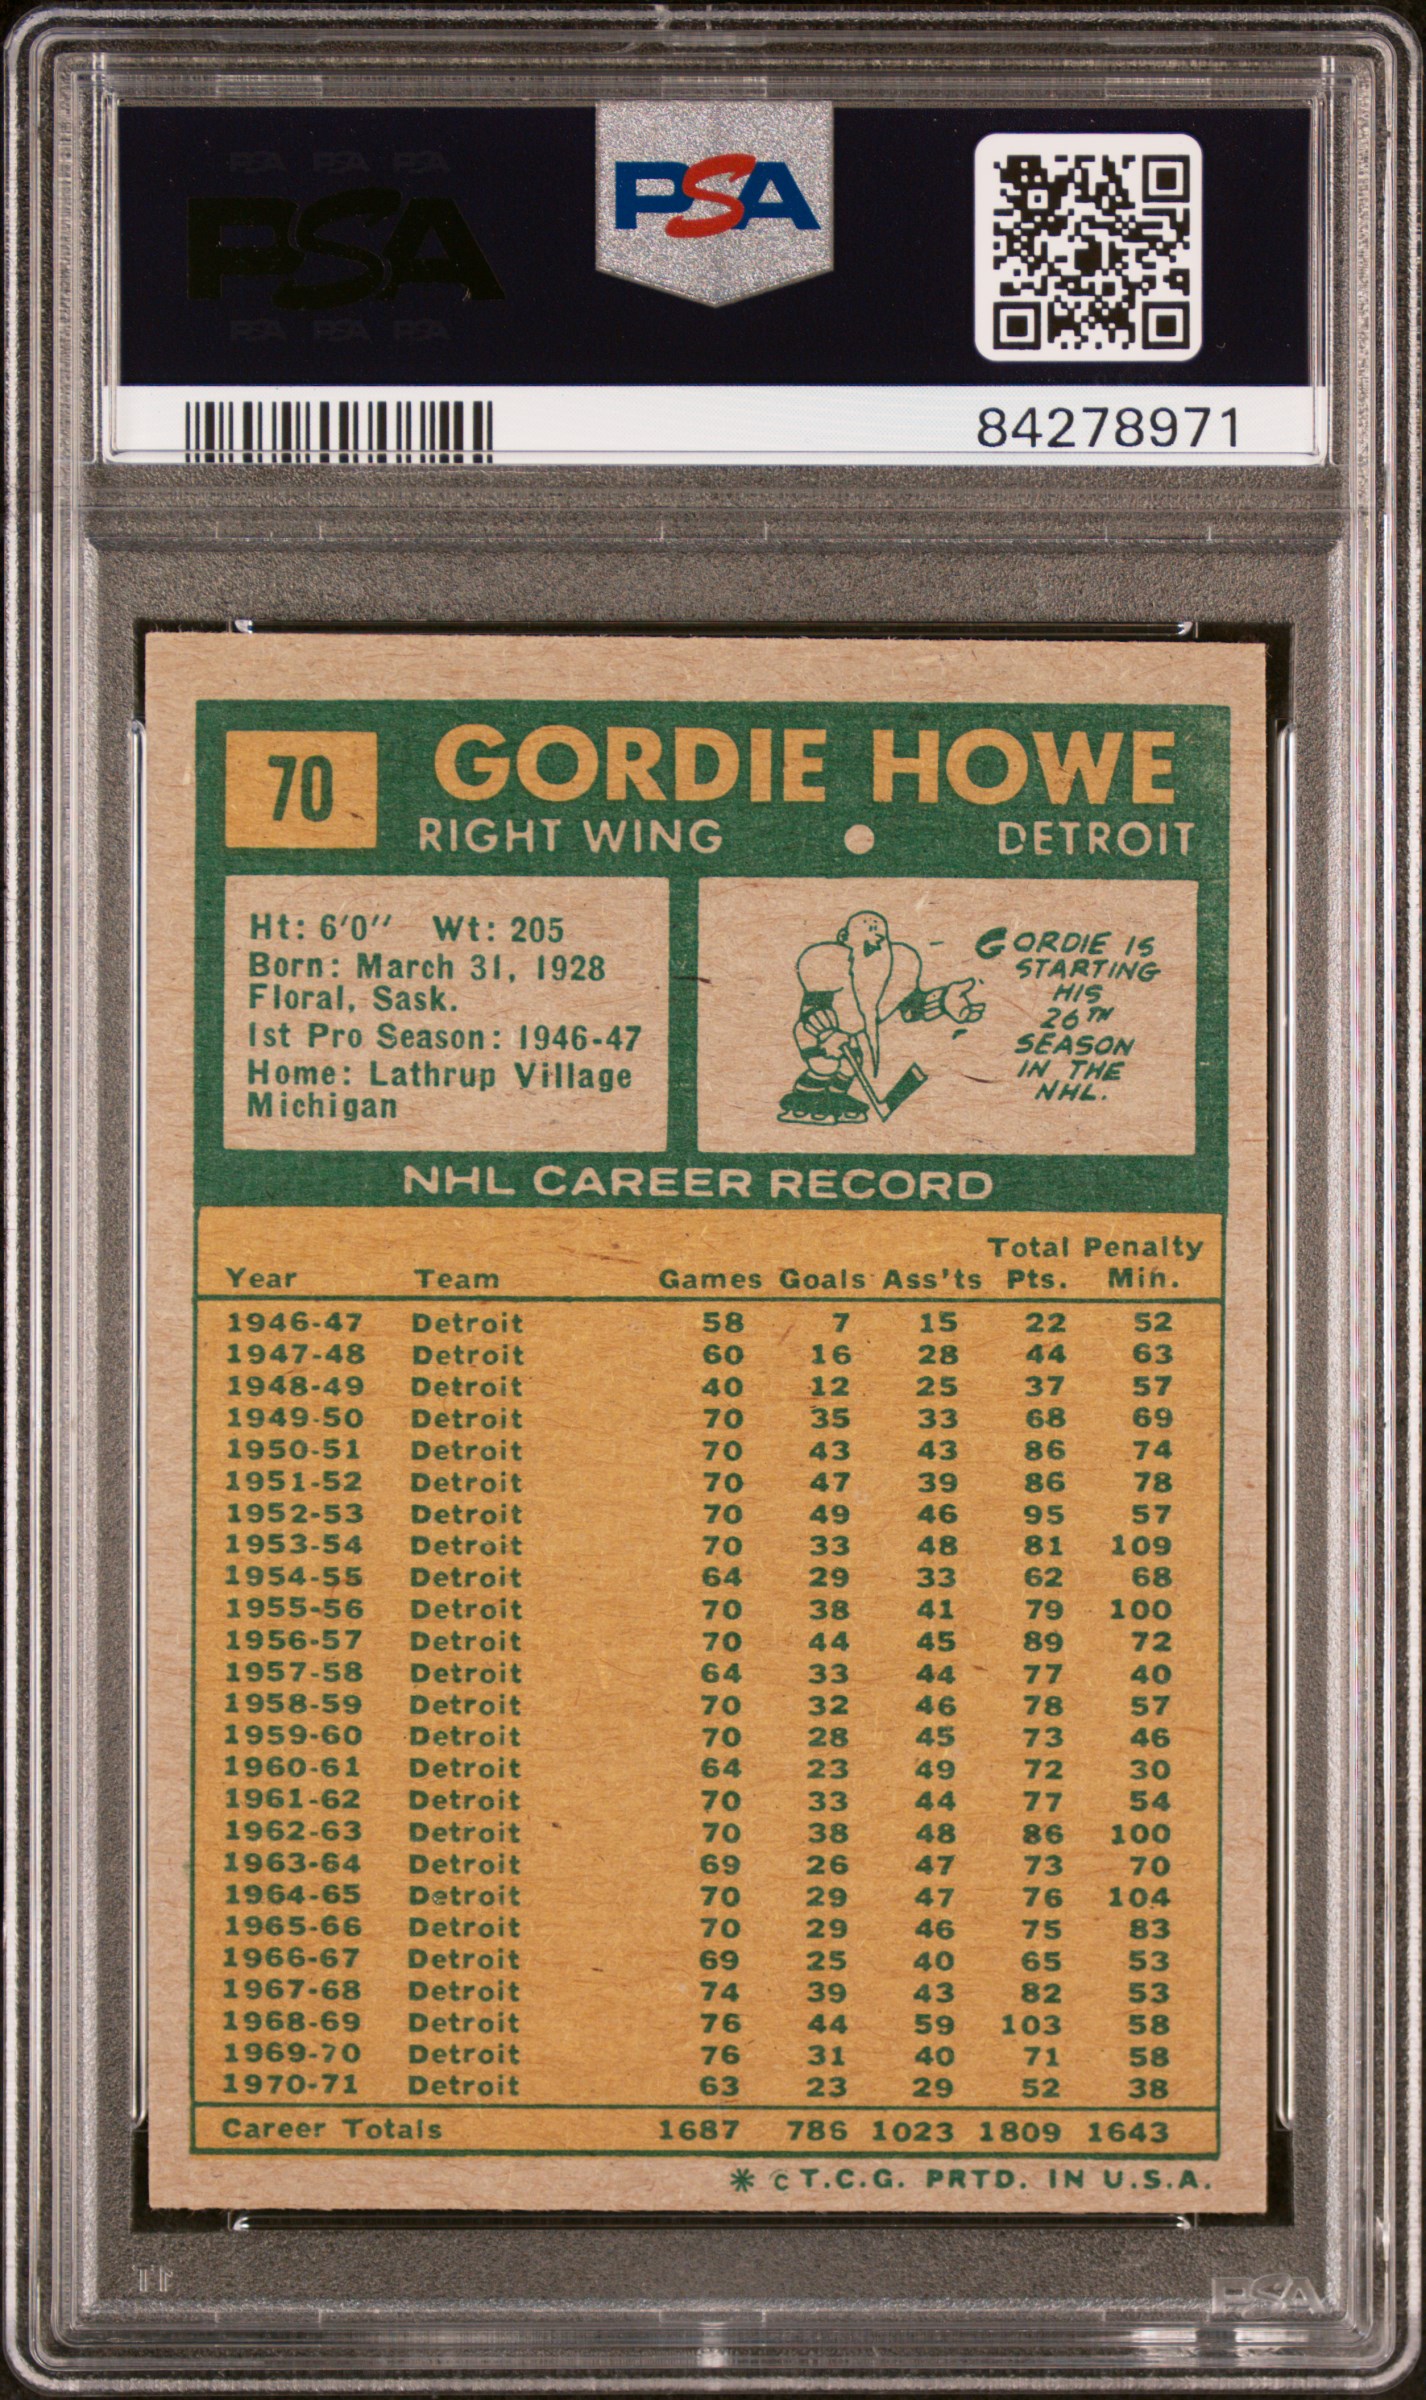 PSA PSA PSA
PSA
PSA PSA PSA
PSA
84278971
70
GORDIE HOWE
RIGHT WING ● DETROIT
Ht: 6'0'' Wt: 205
Born: March 31, 1928
Floral, Sask.
1st Pro Season: 1946-47
Home: Lathrup Village
Michigan
GORDIE IS
STARTING
HIS
26TH
SEASON
IN THE
NHL.
NHL CAREER RECORD
Total Penalty
Year Team Games Goals Ass'ts Pts. Min.
1946-47 Detroit 58 7 15 22 52
1947-48 Detroit 60 16 28 44 63
1948-49 Detroit 40 12 25 37 57
1949-50 Detroit 70 35 33 68 69
1950-51 Detroit 70 43 43 86 74
1951-52 Detroit 70 47 39 86 78
1952-53 Detroit 70 49 46 95 57
1953-54 Detroit 70 33 48 81 109
1954-55 Detroit 64 29 33 62 68
1955-56 Detroit 70 38 41 79 100
1956-57 Detroit 70 44 45 89 72
1957-58 Detroit 64 33 44 77 40
1958-59 Detroit 70 32 46 78 57
1959-60 Detroit 70 28 45 73 46
1960-61 Detroit 64 23 49 72 30
1961-62 Detroit 70 33 44 77 54
1962-63 Detroit 70 38 48 86 100
1963-64 Detroit 69 26 47 73 70
1964-65 Detroit 70 29 47 76 104
1965-66 Detroit 70 29 46 75 83
1966-67 Detroit 69 25 40 65 53
1967-68 Detroit 74 39 43 82 53
1968-69 Detroit 76 44 59 103 58
1969-70 Detroit 76 31 40 71 58
1970-71 Detroit 63 23 29 52 38
Career Totals 1687 786 1023 1809 1643
* © T.C.G. PRTD. IN U.S.A.
PSA